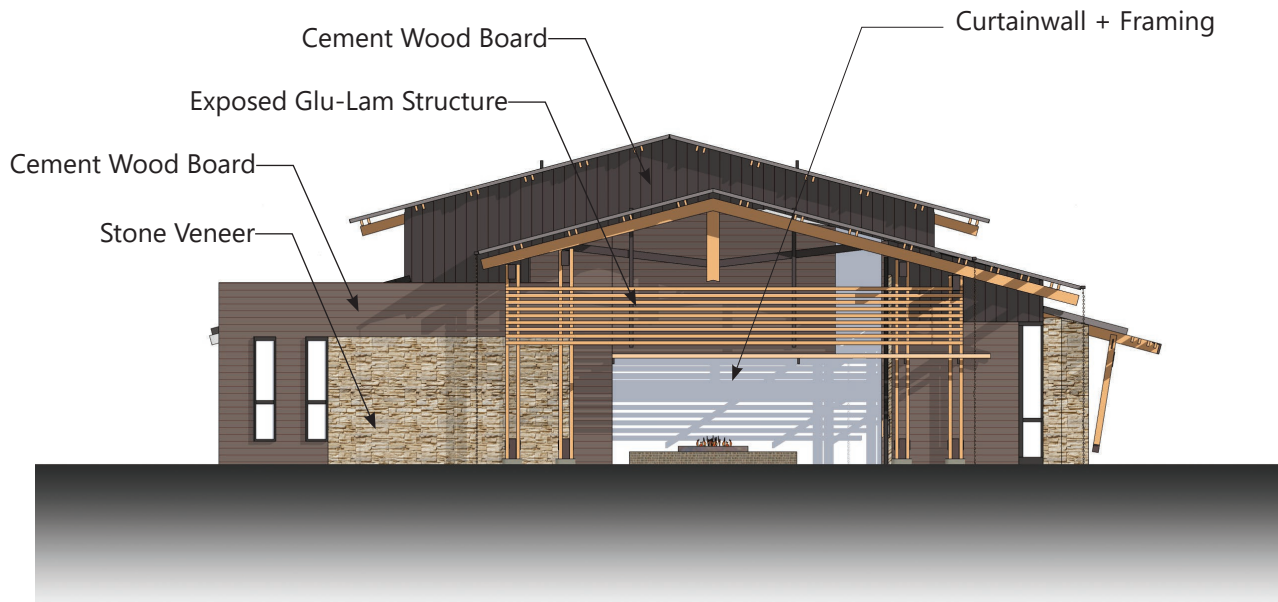 Curtainwall + Framing
Cement Wood Board
Exposed Glu-Lam Structure
Cement Wood Board
Stone Veneer